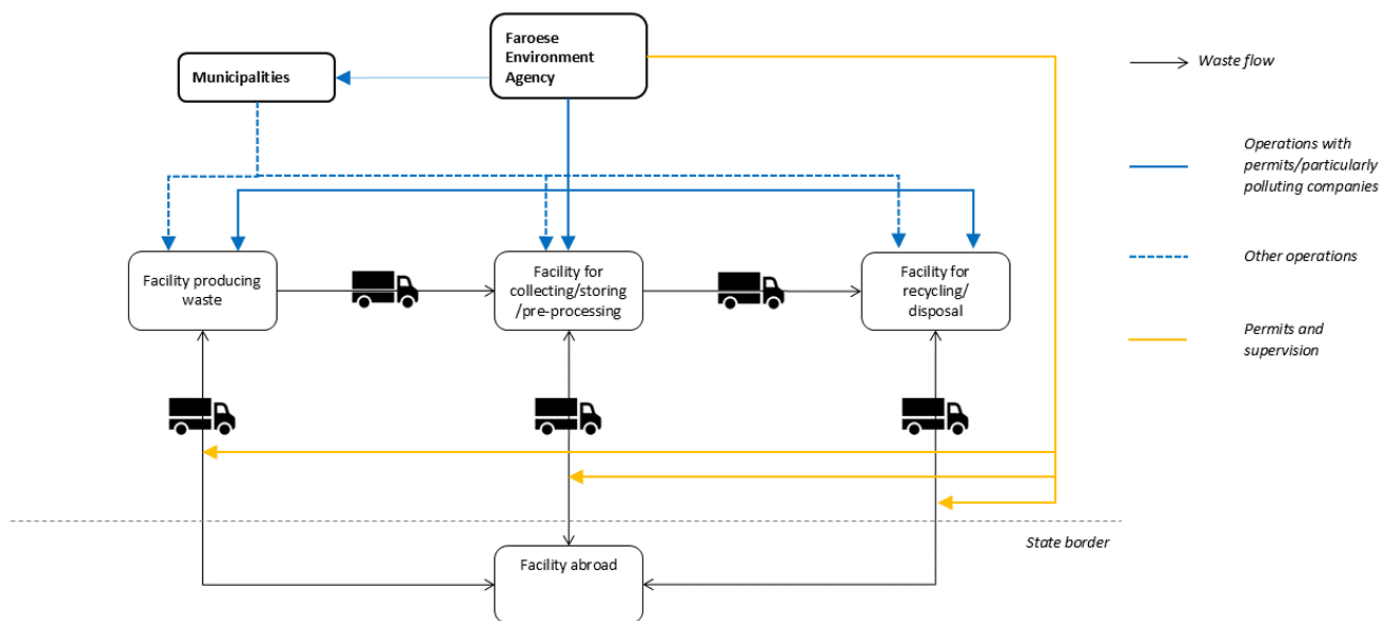 Faroese
Environment
Agency
Municipalities
Waste flow
Operations with
permits/particularly
polluting companies
Other operations
Permits and
supervision
Facility producing
waste
Facility for
collecting/storing
/pre-processing
Facility for
recycling/
disposal
State border
Facility abroad